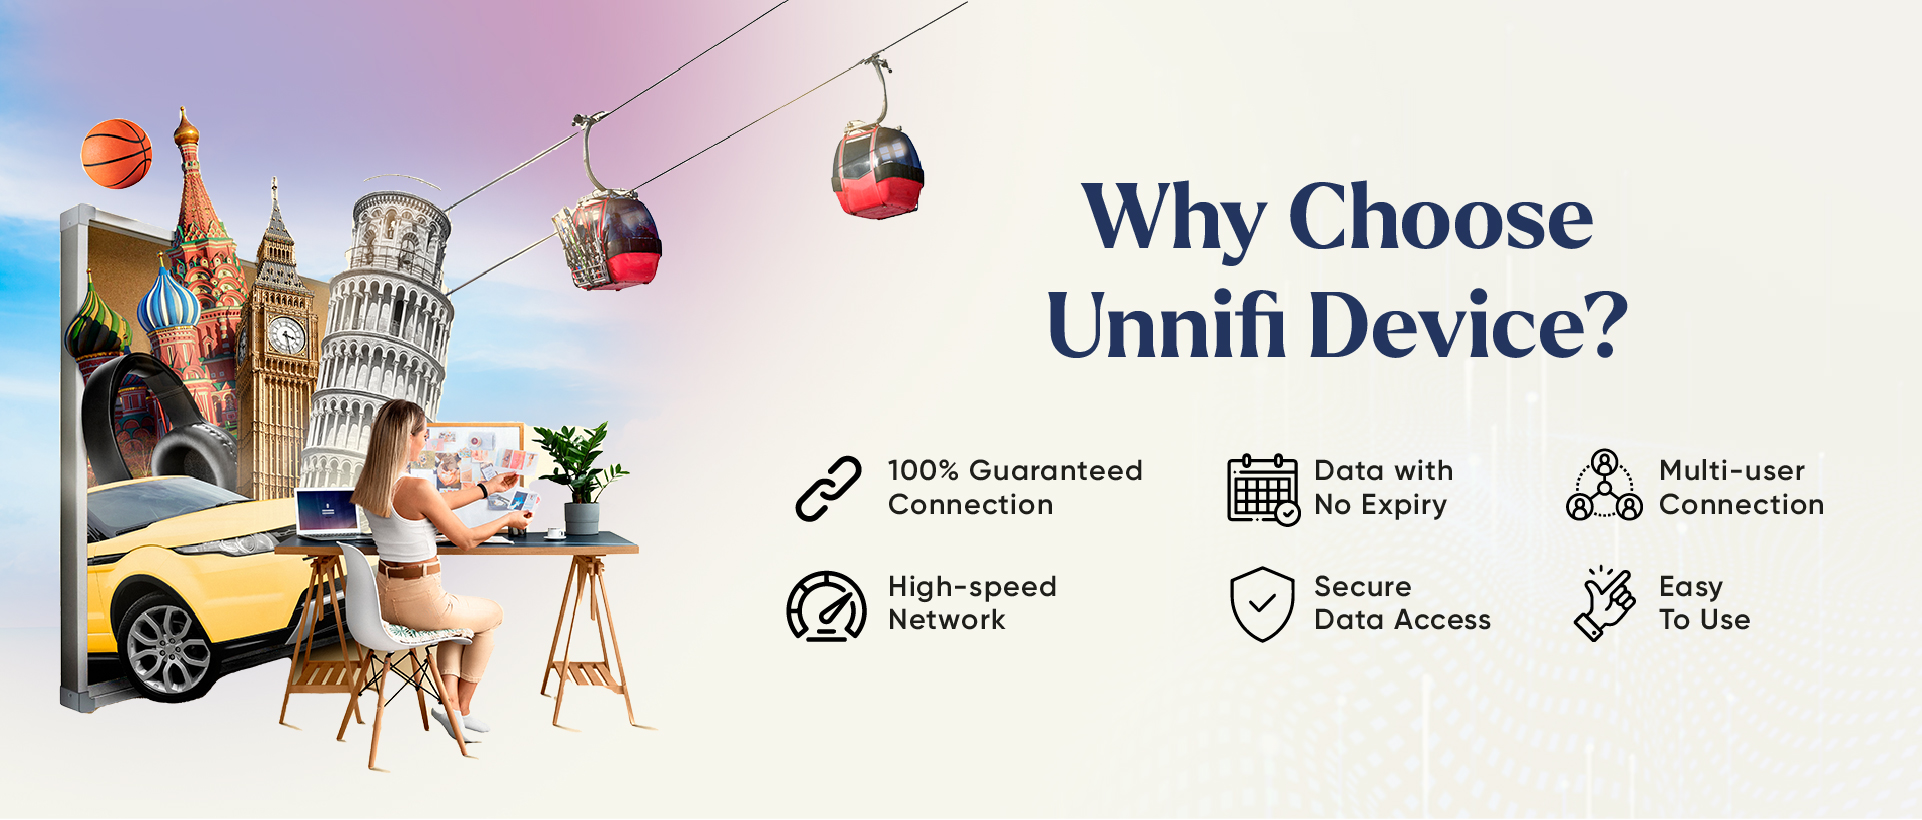 Why Choose
Unnifi Device?
100% Guaranteed
Connection
Data with
No Expiry
Multi-user
Connection
High-speed
Network
Secure
Data Access
Easy
To Use